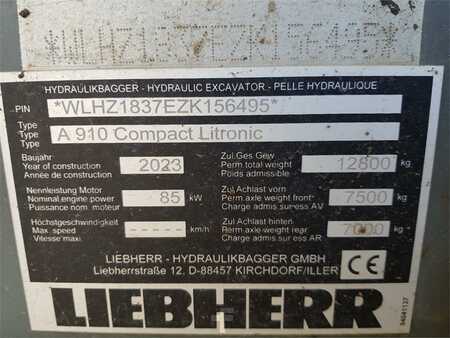 *WLHZ1837EZK156495*
HYDRAULIKBAGGER - HYDRAULIC EXCAVATOR - PELLE HYDRAULIQUE
PIN *WLHZ1837EZK156495*
Type
Type A 910 Compact Litronic
Type
Baujahr Zul.Ges Gew
Year of construction 2023 Perm total weight 12800 kg
Année de construction Poids admissible
Nennleistung Motor Zul Achlast vorn
Nominal engine power 85 kW Perm axle weight front 7500 kg
Puissance nom. moteur Charge admis sur ess AV
Höchstgeschwindigkeit Zul Achslast hinten
Max. speed ----- km/h Perm axle weight rear 7000 kg
Vitesse maxi Charge admis sur ess AR
LIEBHERR - HYDRAULIKBAGGER GMBH
Liebherrstraße 12, D-88457 KIRCHDORF/ILLER
CE
LIEBHERR